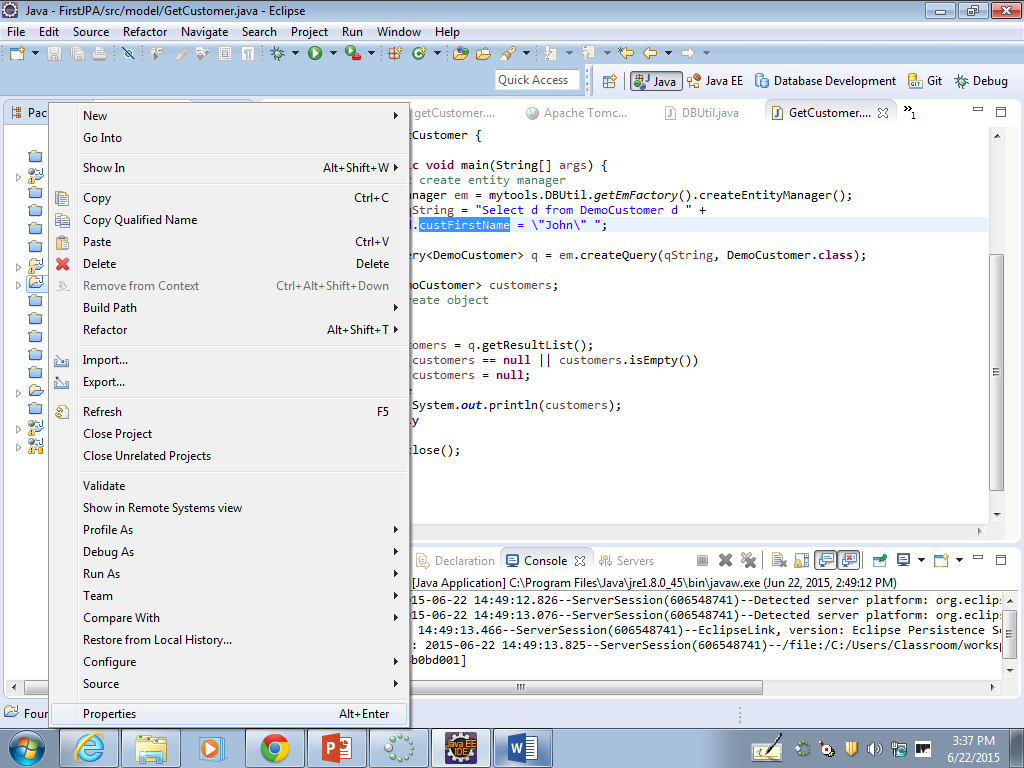 Java - FirstJPA/src/model/GetCustomer.java - Eclipse
File Edit Source Refactor Navigate Search Project Run Window Help
Quick Access
Java
Java EE
Database Development
Git
Debug
Pac
getCustomer....
Apache Tomc...
DBUtil.java
GetCustomer....
»1
New
Go Into
Show In Alt+Shift+W
Copy Ctrl+C
Copy Qualified Name
Paste Ctrl+V
Delete Delete
Remove from Context Ctrl+Alt+Shift+Down
Build Path
Refactor Alt+Shift+T
Import...
Export...
Refresh F5
Close Project
Close Unrelated Projects
Validate
Show in Remote Systems view
Profile As
Debug As
Run As
Team
Compare With
Restore from Local History...
Configure
Source
Properties Alt+Enter
tCustomer {
c void main(String[] args) {
create entity manager
anager em = mytools.DBUtil.getEmFactory().createEntityManager();
qString = "Select d from DemoCustomer d " +
.custFirstName = \"John\" ";
ry<DemoCustomer> q = em.createQuery(qString, DemoCustomer.class);
moCustomer> customers;
eate object
omers = q.getResultList();
customers == null || customers.isEmpty())
customers = null;
System.out.println(customers);
y
lose();
Declaration
Console
Servers
[Java Application] C:\Program Files\Java\jre1.8.0_45\bin\javaw.exe (Jun 22, 2015, 2:49:12 PM)
15-06-22 14:49:12.826--ServerSession(606548741)--Detected server platform: org.eclips
15-06-22 14:49:13.076--ServerSession(606548741)--Detected server platform: org.eclips
14:49:13.466--ServerSession(606548741)--EclipseLink, version: Eclipse Persistence Se
: 2015-06-22 14:49:13.825--ServerSession(606548741)--/file:/C:/Users/Classroom/worksp
4b0bd001]
Four
Java EE
IDE
3:37 PM
6/22/2015